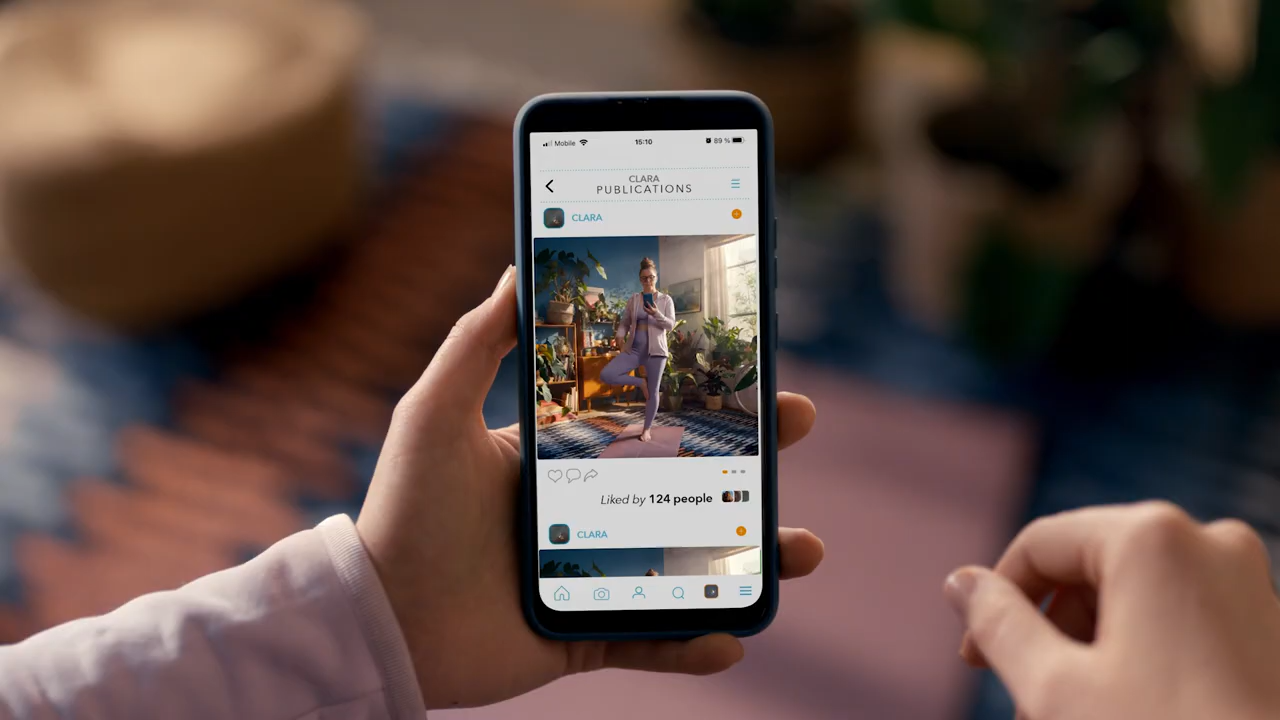 Mobile 15:10 89 %
CLARA
PUBLICATIONS
CLARA
Liked by 124 people
CLARA